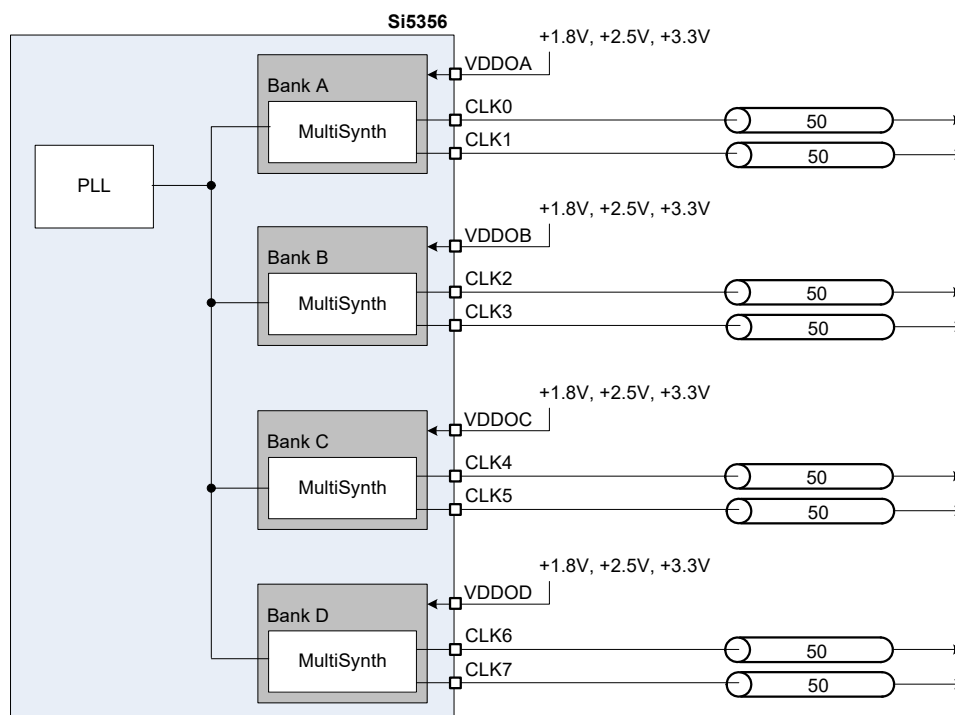 Si5356
+1.8V, +2.5V, +3.3V
VDDOA
Bank A
CLK0
MultiSynth
50
CLK1
50
PLL
+1.8V, +2.5V, +3.3V
VDDOB
Bank B
CLK2
MultiSynth
50
CLK3
50
+1.8V, +2.5V, +3.3V
VDDOC
Bank C
CLK4
MultiSynth
50
CLK5
50
+1.8V, +2.5V, +3.3V
VDDOD
Bank D
CLK6
MultiSynth
50
CLK7
50